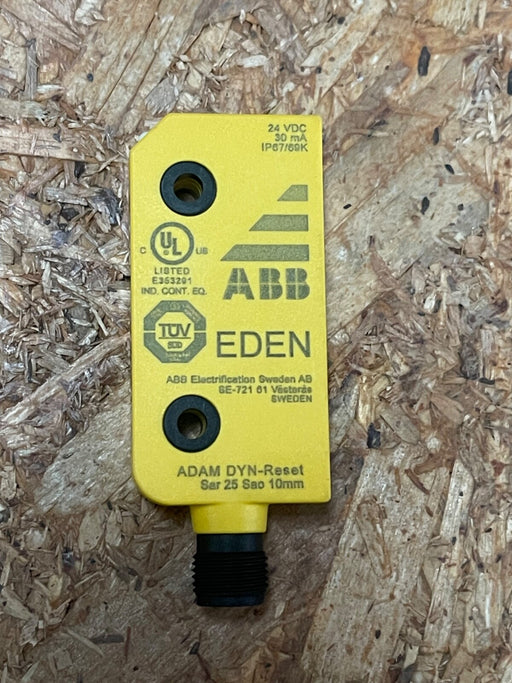 24 VDC
30 mA
IP67/69K
C UL US
LISTED
E353291
IND. CONT. EQ.
ABB
TÜV
SÜD
EDEN
ABB Electrification Sweden AB
SE-721 61 Västerås
SWEDEN
ADAM DYN-Reset
Sar 25 Sao 10mm